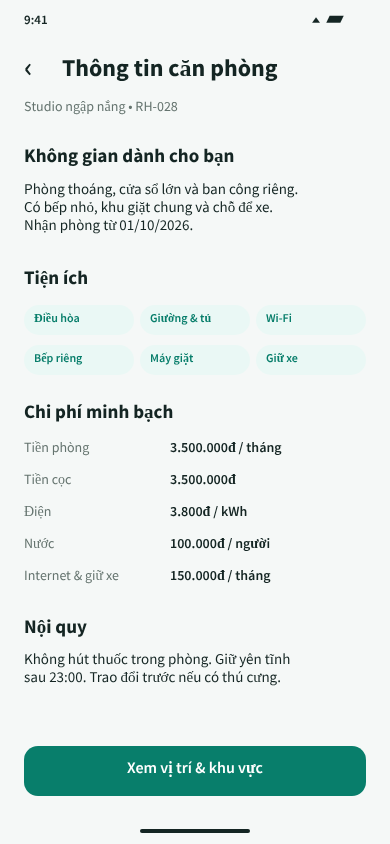 9:41
‹ Thông tin căn phòng
Studio ngập nắng • RH-028
Không gian dành cho bạn
Phòng thoáng, cửa sổ lớn và ban công riêng.
Có bếp nhỏ, khu giặt chung và chỗ để xe.
Nhận phòng từ 01/10/2026.
Tiện ích
Điều hòa Giường & tủ Wi-Fi
Bếp riêng Máy giặt Giữ xe
Chi phí minh bạch
Tiền phòng 3.500.000đ / tháng
Tiền cọc 3.500.000đ
Điện 3.800đ / kWh
Nước 100.000đ / người
Internet & giữ xe 150.000đ / tháng
Nội quy
Không hút thuốc trong phòng. Giữ yên tĩnh
sau 23:00. Trao đổi trước nếu có thú cưng.
Xem vị trí & khu vực